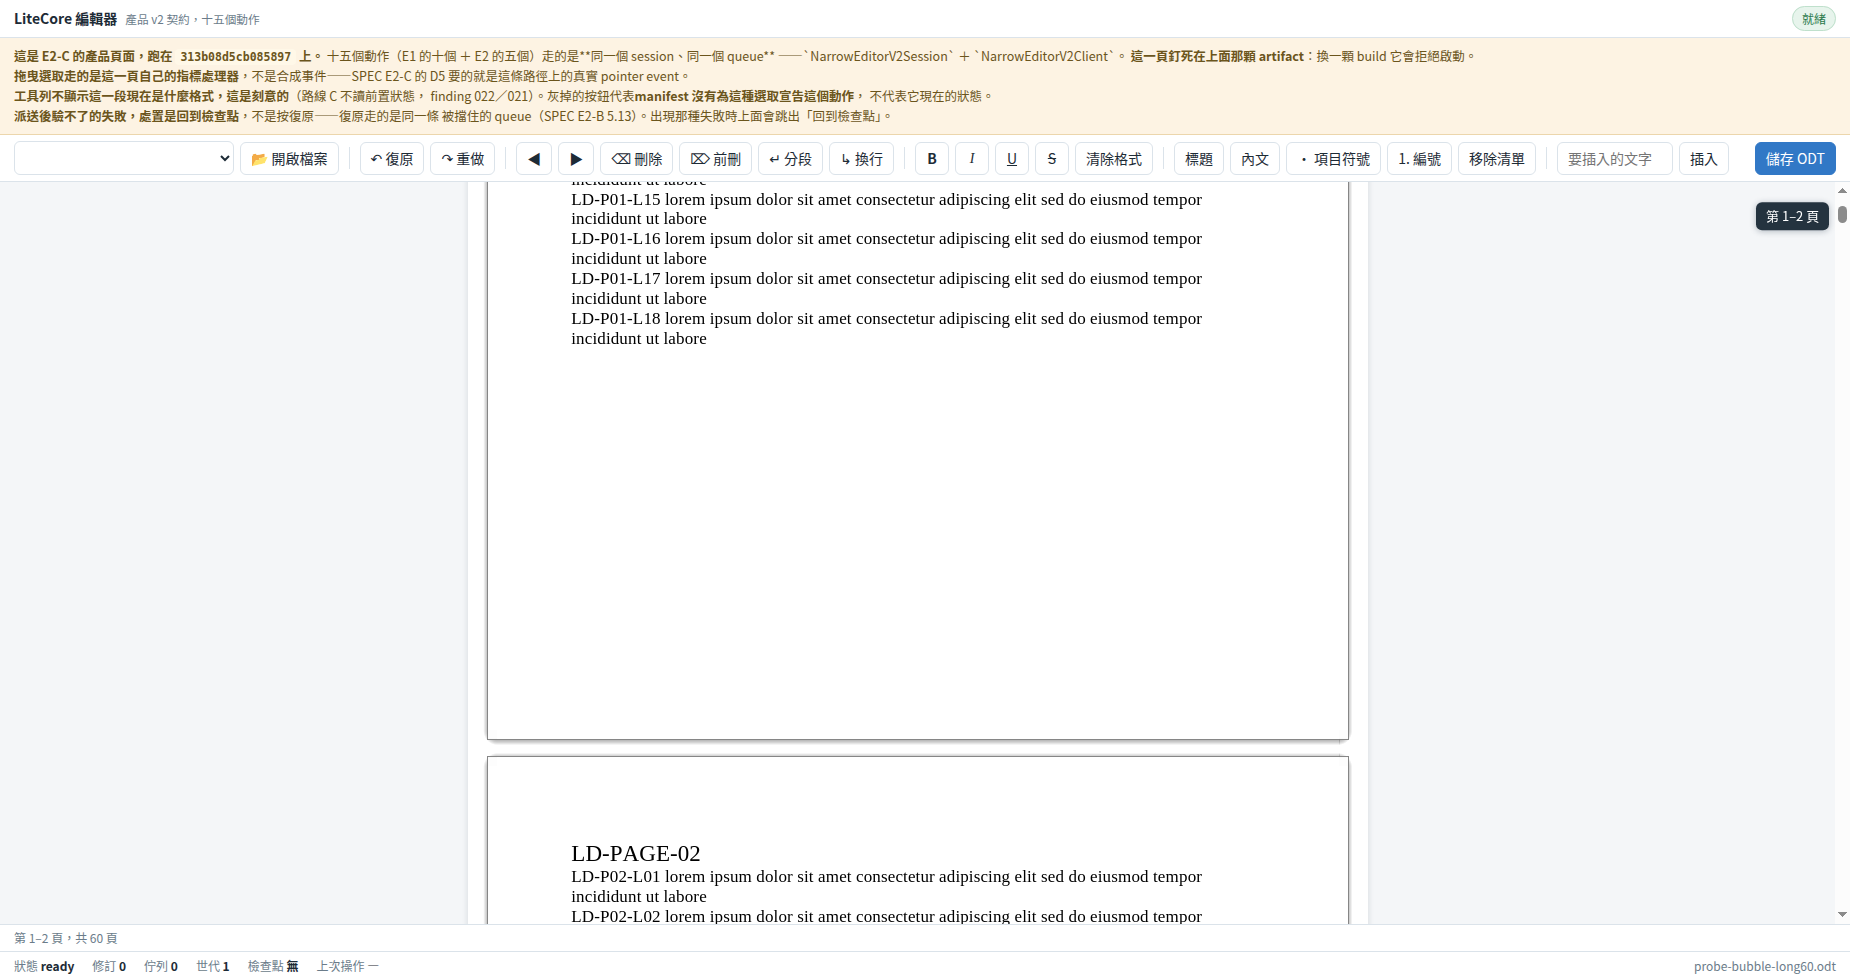 LiteCore 編輯器 產品 v2 契約，十五個動作 就緒
這是 E2-C 的產品頁面，跑在 313b08d5cb085897 上。 十五個動作（E1 的十個 ＋ E2 的五個）走的是**同一個 session、同一個 queue** ——`NarrowEditorV2Session` ＋ `NarrowEditorV2Client`。 這一頁釘死在上面那顆 artifact：換一顆 build 它會拒絕啟動。
拖曳選取走的是這一頁自己的指標處理器，不是合成事件——SPEC E2-C 的 D5 要的就是這條路徑上的真實 pointer event。
工具列不顯示這一段現在是什麼格式，這是刻意的（路線 C 不讀前置狀態， finding 022／021）。灰掉的按鈕代表manifest 沒有為這種選取宣告這個動作， 不代表它現在的狀態。
派送後驗不了的失敗，處置是回到檢查點，不是按復原——復原走的是同一條 被擋住的 queue（SPEC E2-B 5.13）。出現那種失敗時上面會跳出「回到檢查點」。
📂 開啟檔案 ↶ 復原 ↷ 重做 ◀ ▶ ⌫ 刪除 ⌦ 前刪 ↵ 分段 ↳ 換行 B I U S 清除格式 標題 內文 ・ 項目符號 1. 編號 移除清單 要插入的文字 插入 儲存 ODT
第 1–2 頁
incididunt ut labore
LD-P01-L15 lorem ipsum dolor sit amet consectetur adipiscing elit sed do eiusmod tempor
incididunt ut labore
LD-P01-L16 lorem ipsum dolor sit amet consectetur adipiscing elit sed do eiusmod tempor
incididunt ut labore
LD-P01-L17 lorem ipsum dolor sit amet consectetur adipiscing elit sed do eiusmod tempor
incididunt ut labore
LD-P01-L18 lorem ipsum dolor sit amet consectetur adipiscing elit sed do eiusmod tempor
incididunt ut labore
LD-PAGE-02
LD-P02-L01 lorem ipsum dolor sit amet consectetur adipiscing elit sed do eiusmod tempor
incididunt ut labore
LD-P02-L02 lorem ipsum dolor sit amet consectetur adipiscing elit sed do eiusmod tempor
第 1–2 頁，共 60 頁
狀態 ready 修訂 0 佇列 0 世代 1 檢查點 無 上次操作 —
probe-bubble-long60.odt